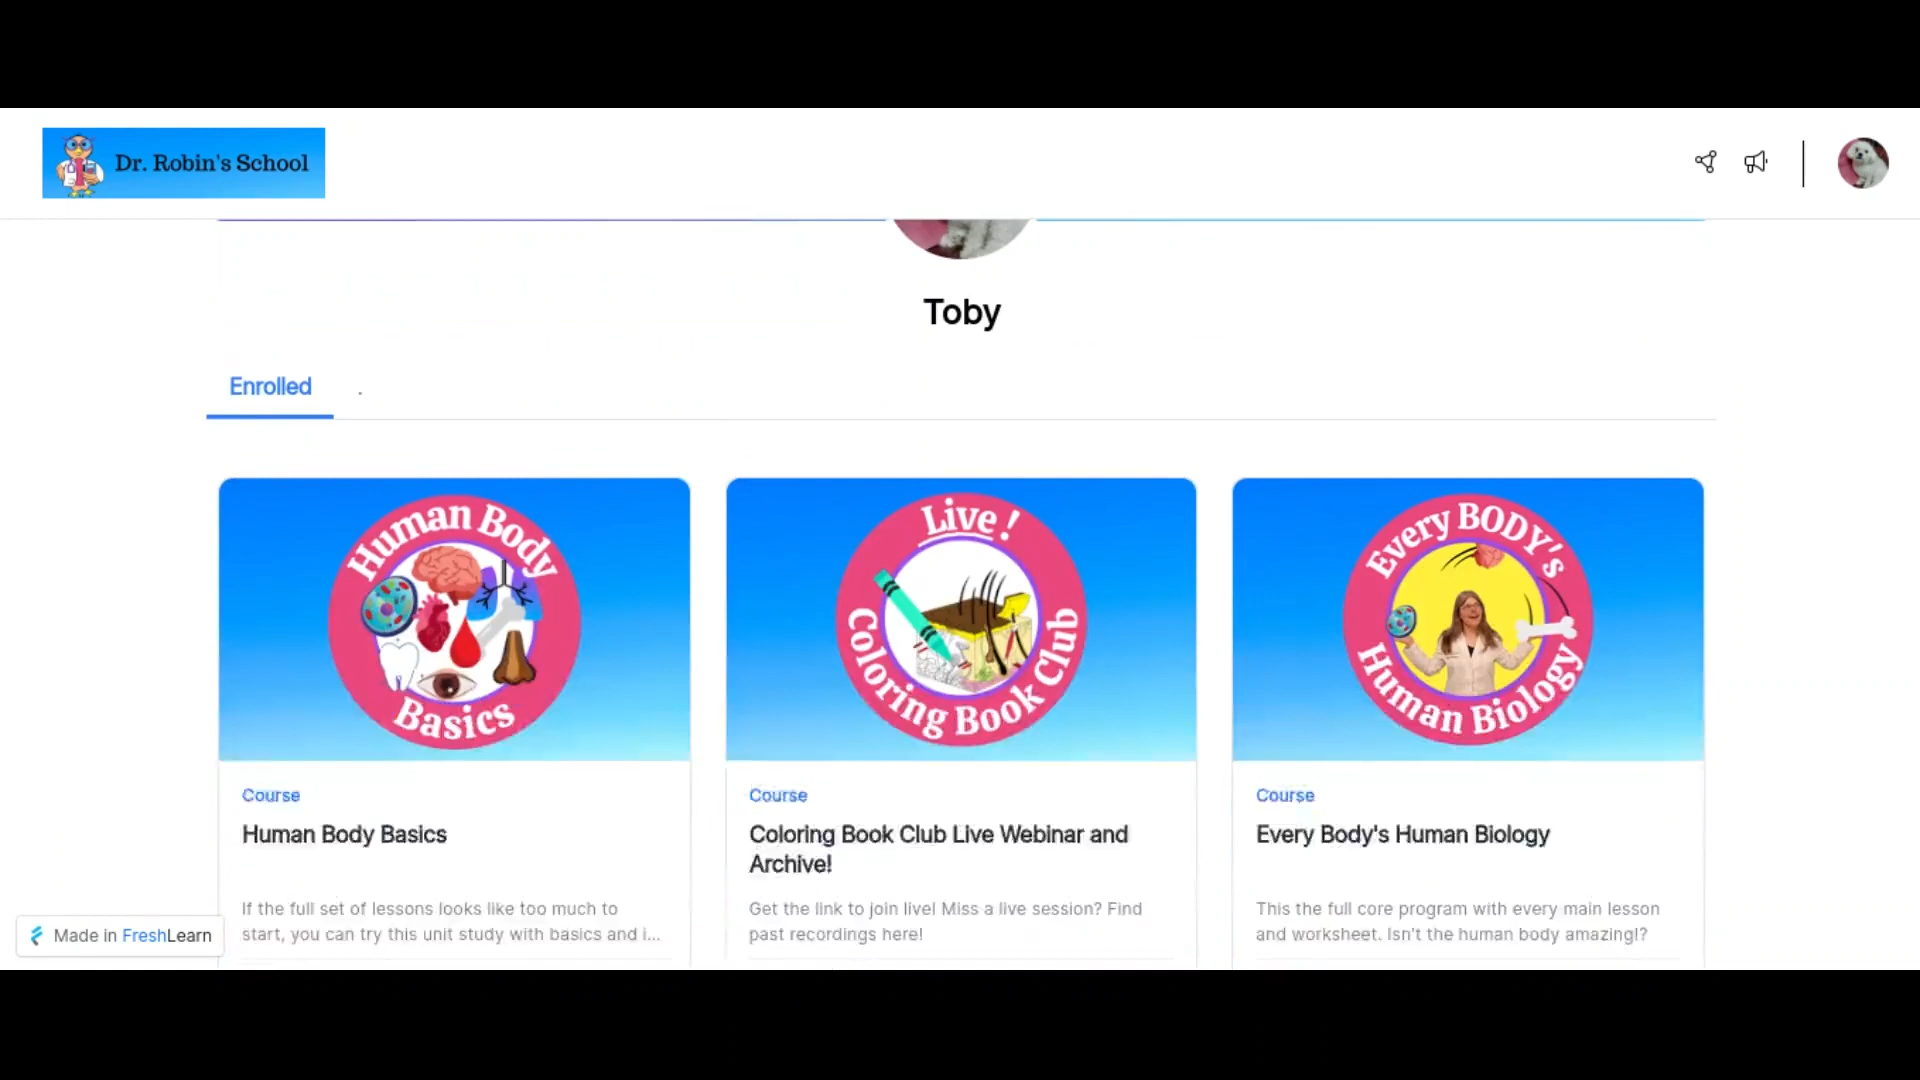 Dr. Robin's School
Toby
Enrolled
.
Human Body
Basics
Live!
Coloring Book Club
Every BODY's
Human Biology
Course
Human Body Basics
If the full set of lessons looks like too much to
start, you can try this unit study with basics and i...
Course
Coloring Book Club Live Webinar and
Archive!
Get the link to join live! Miss a live session? Find
past recordings here!
Course
Every Body's Human Biology
This the full core program with every main lesson
and worksheet. Isn't the human body amazing!?
Made in FreshLearn